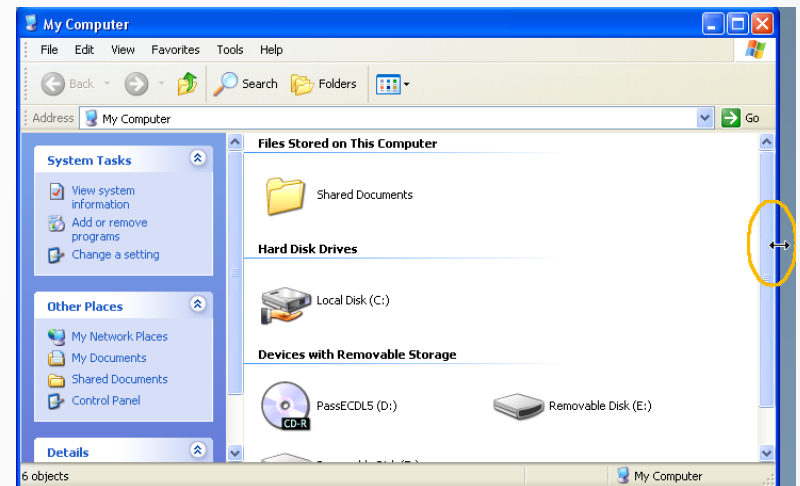 My Computer
File Edit View Favorites Tools Help
Back Search Folders
Address My Computer Go
System Tasks
View system
information
Add or remove
programs
Change a setting
Other Places
My Network Places
My Documents
Shared Documents
Control Panel
Details
Files Stored on This Computer
Shared Documents
Hard Disk Drives
Local Disk (C:)
Devices with Removable Storage
PassECDL5 (D:)
CD-R
Removable Disk (E:)
6 objects
My Computer